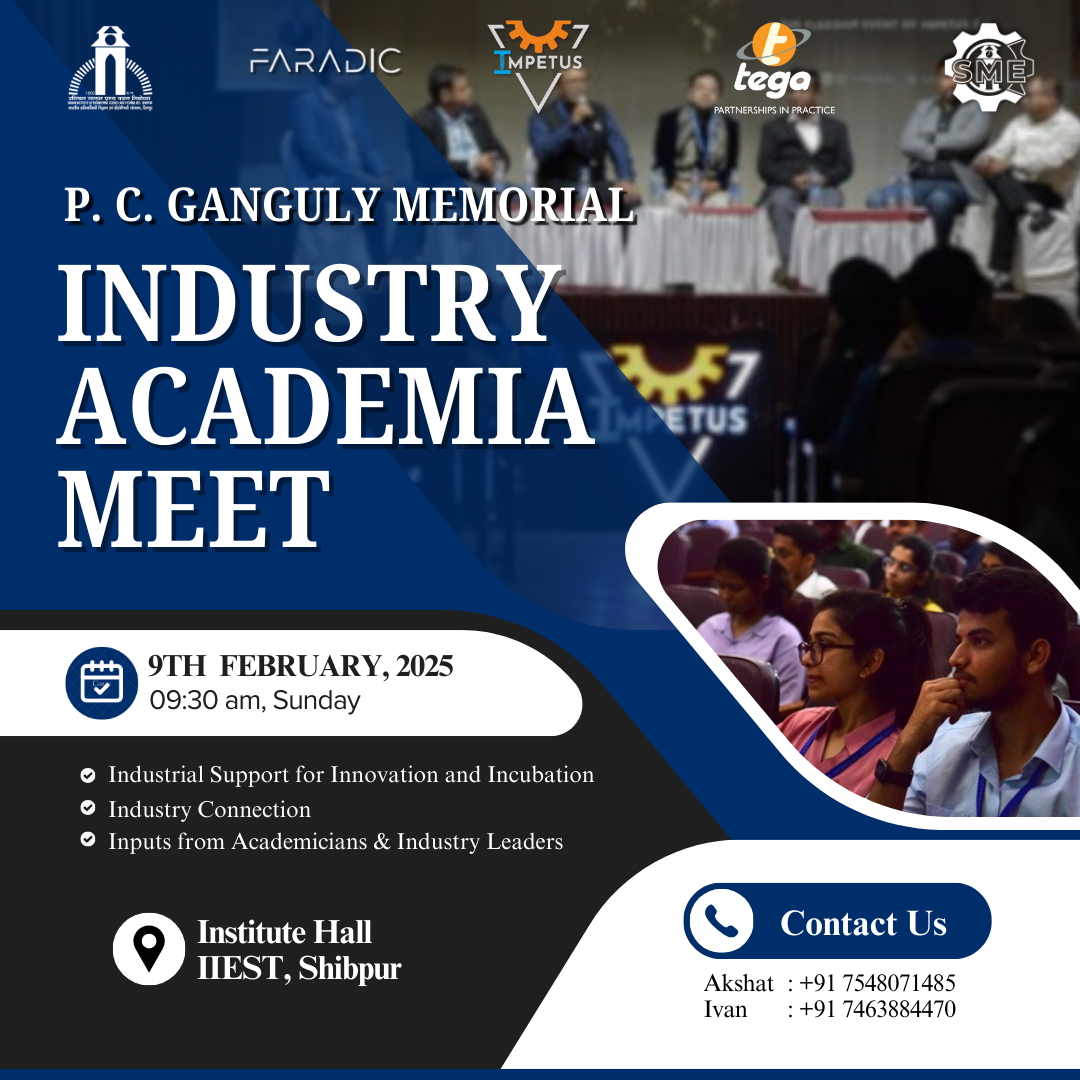 FARADIC
IMPETUS 7
tega
PARTNERSHIPS IN PRACTICE
SME
P. C. GANGULY MEMORIAL
INDUSTRY
ACADEMIA
MEET
7
IMPETUS
9TH FEBRUARY, 2025
09:30 am, Sunday
Industrial Support for Innovation and Incubation
Industry Connection
Inputs from Academicians & Industry Leaders
Institute Hall
IIEST, Shibpur
Contact Us
Akshat : +91 7548071485
Ivan : +91 7463884470